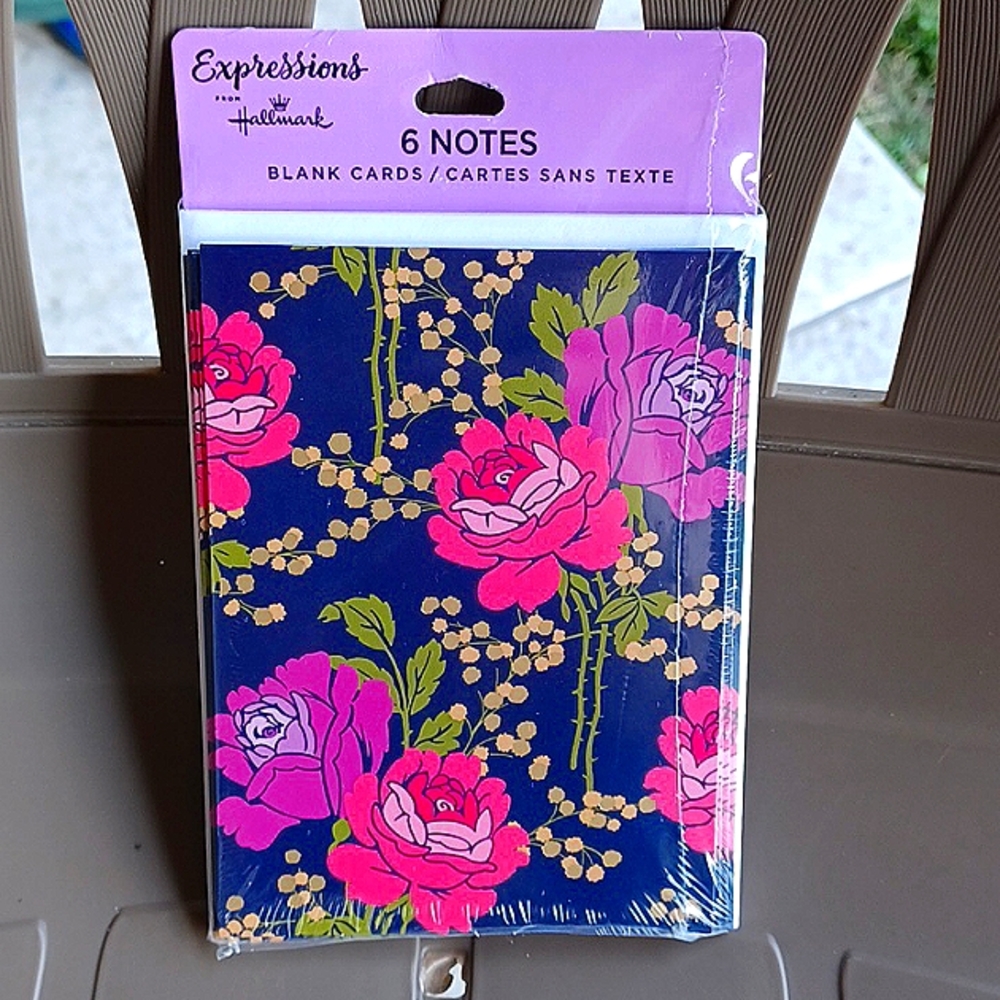 Expressions
FROM
Hallmark
6 NOTES
BLANK CARDS / CARTES SANS TEXTE